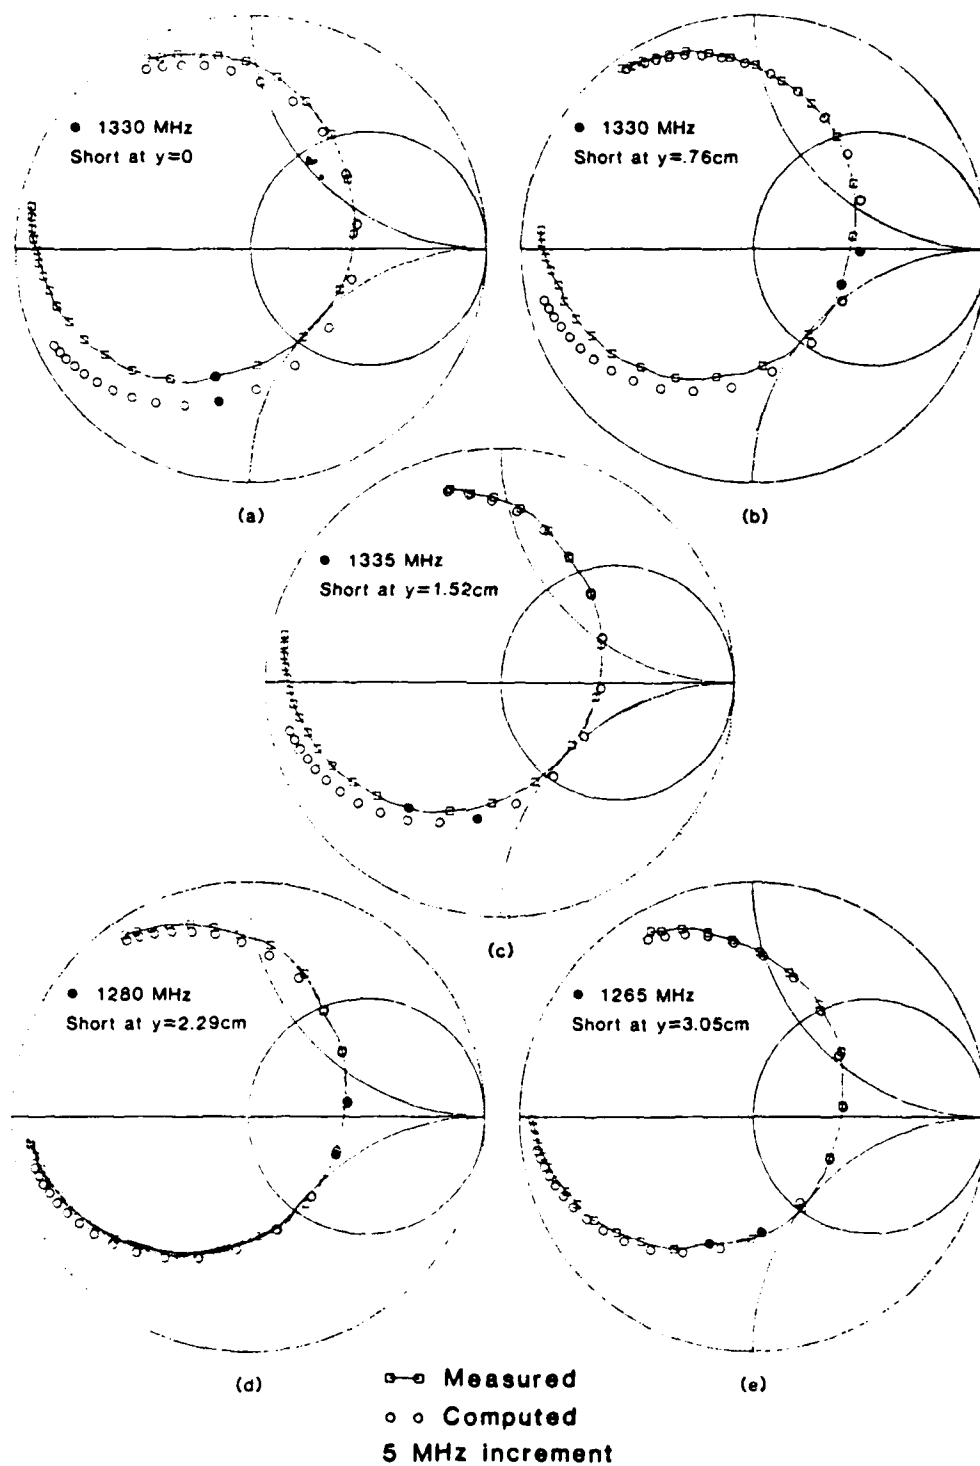 ● 1330 MHz
Short at y=0
(a)
● 1330 MHz
Short at y=.76cm
(b)
● 1335 MHz
Short at y=1.52cm
(c)
● 1280 MHz
Short at y=2.29cm
(d)
● 1265 MHz
Short at y=3.05cm
(e)
Measured
Computed
5 MHz increment